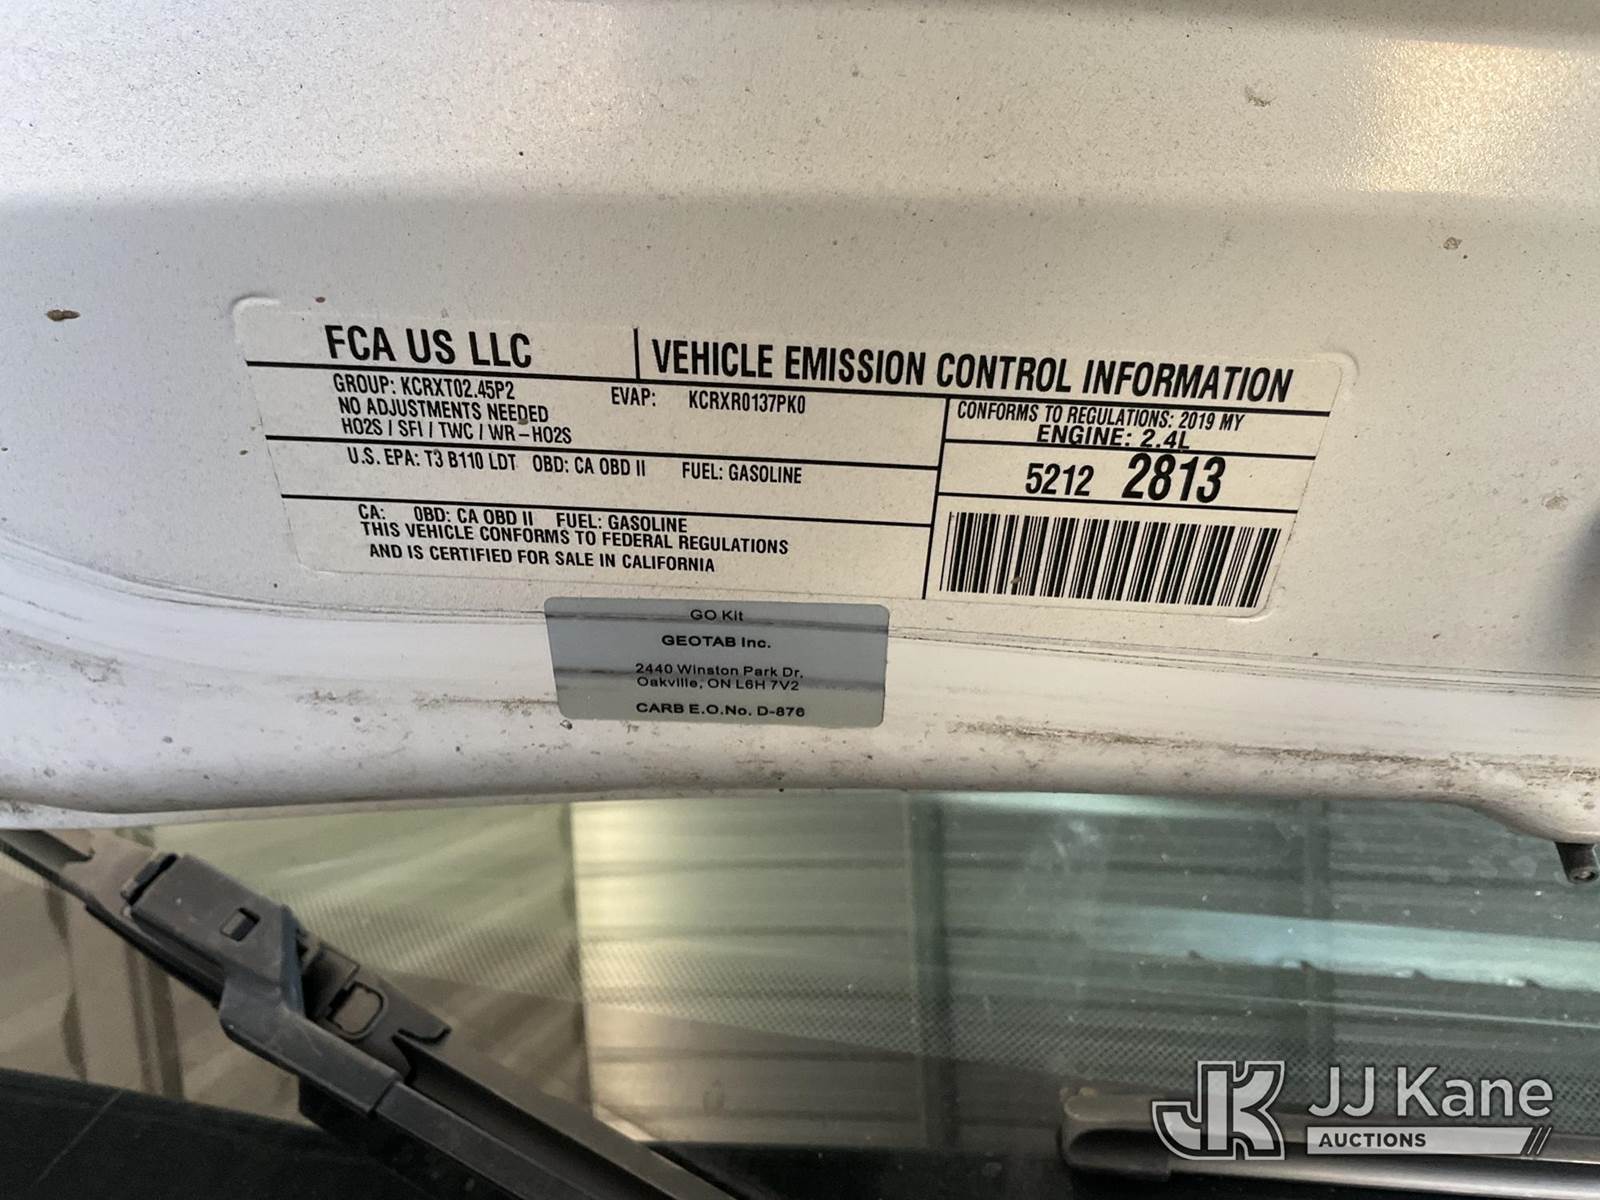 FCA US LLC
VEHICLE EMISSION CONTROL INFORMATION
GROUP: KCRXT02.45P2
EVAP: KCRXR0137PK0
NO ADJUSTMENTS NEEDED
HO2S / SFI / TWC / WR-HO2S
CONFORMS TO REGULATIONS: 2019 MY
ENGINE: 2.4L
U.S. EPA: T3 B110 LDT OBD: CA OBD II FUEL: GASOLINE
5212 2813
CA: OBD: CA OBD II FUEL: GASOLINE
THIS VEHICLE CONFORMS TO FEDERAL REGULATIONS
AND IS CERTIFIED FOR SALE IN CALIFORNIA
GO Kit
GEOTAB Inc.
2440 Winston Park Dr,
Oakville, ON L6H 7V2
CARB E.O.No. D-876
JK JJ Kane
AUCTIONS